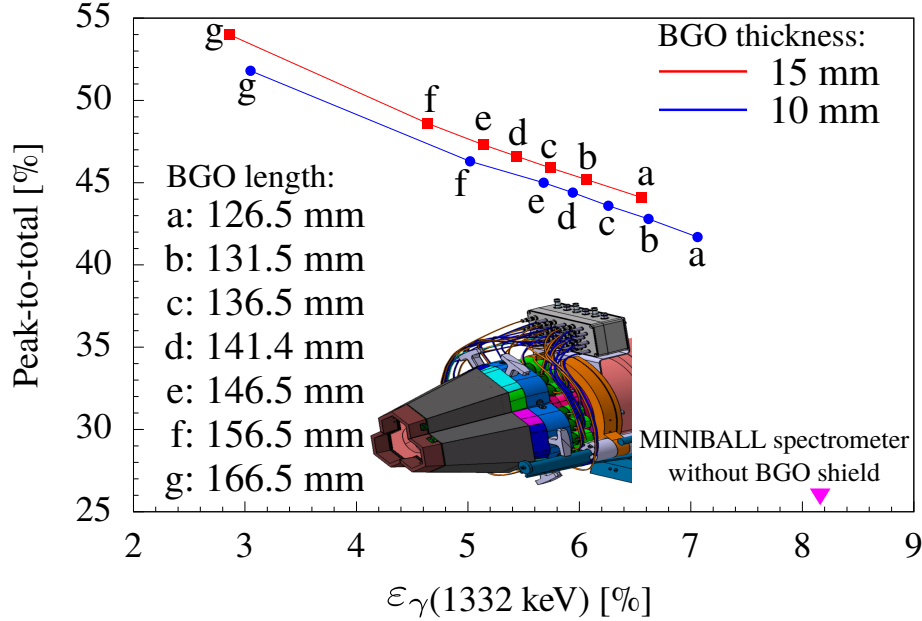 BGO thickness:
15 mm
10 mm
g
f
e
d
c
b
a
g
f
e
d
c
b
a
BGO length:
a: 126.5 mm
b: 131.5 mm
c: 136.5 mm
d: 141.4 mm
e: 146.5 mm
f: 156.5 mm
g: 166.5 mm
MINIBALL spectrometer
without BGO shield
Peak-to-total [%]
55
50
45
40
35
30
25
2 3 4 5 6 7 8 9
εγ(1332 keV) [%]